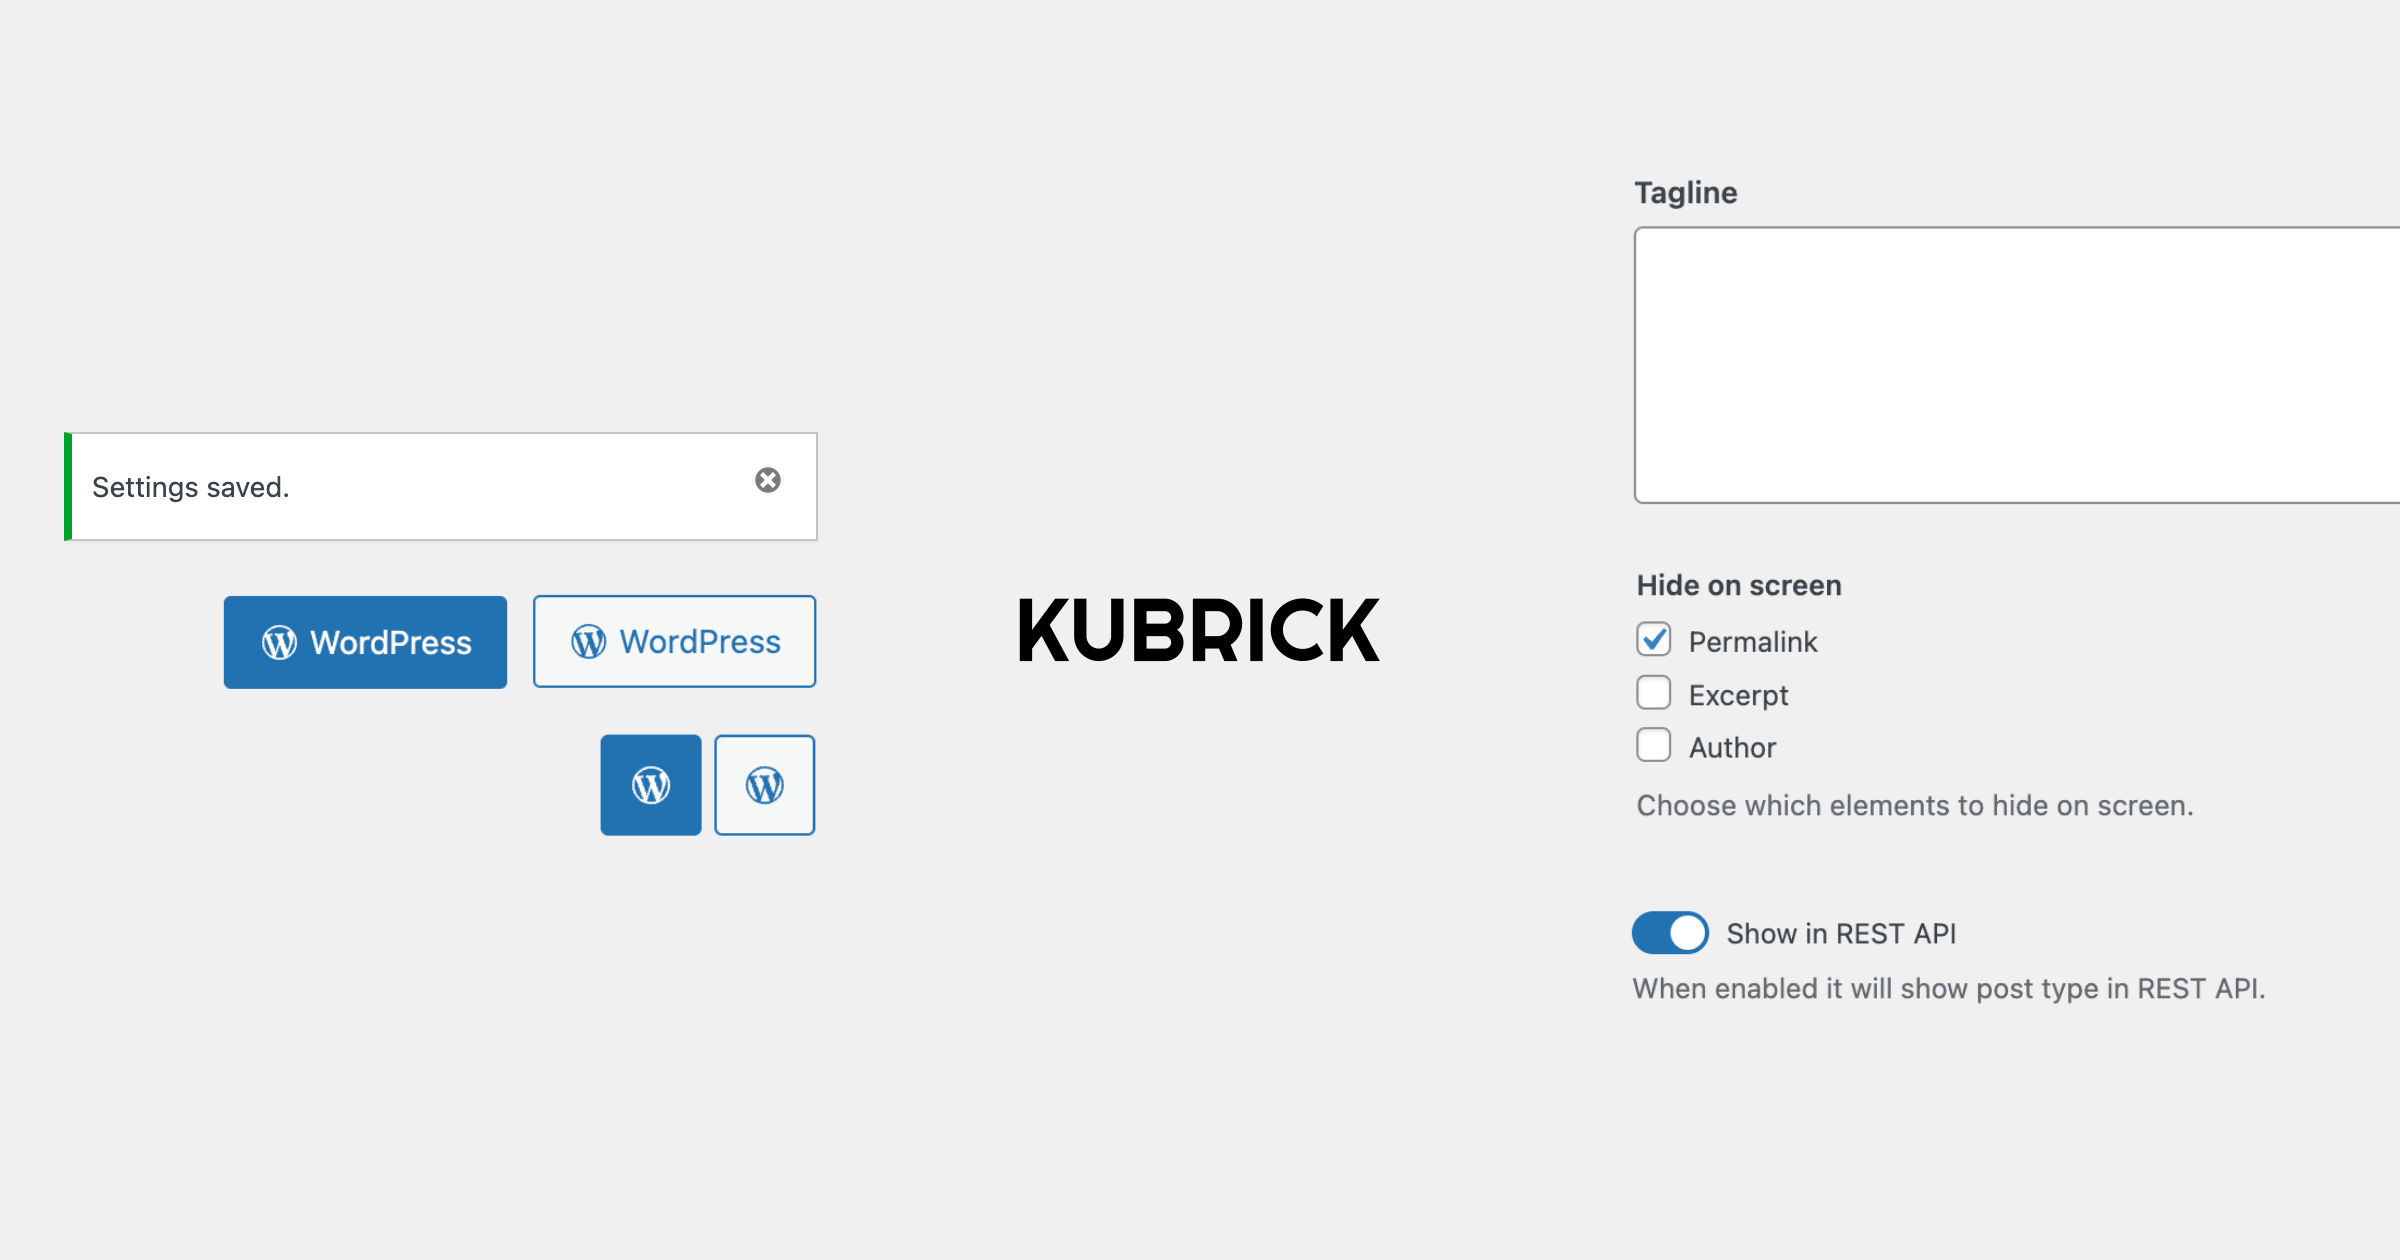 Settings saved.
WordPress
WordPress
KUBRICK
Tagline
Hide on screen
Permalink
Excerpt
Author
Choose which elements to hide on screen.
Show in REST API
When enabled it will show post type in REST API.